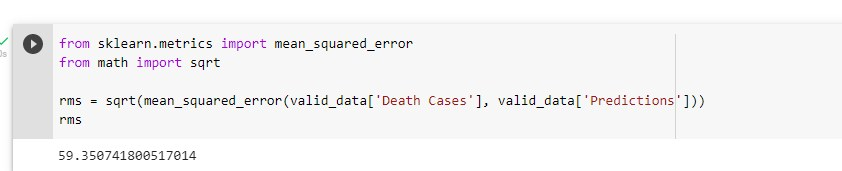 from sklearn.metrics import mean_squared_error
from math import sqrt
rms = sqrt(mean_squared_error(valid_data['Death Cases'], valid_data['Predictions']))
rms
59.350741800517014